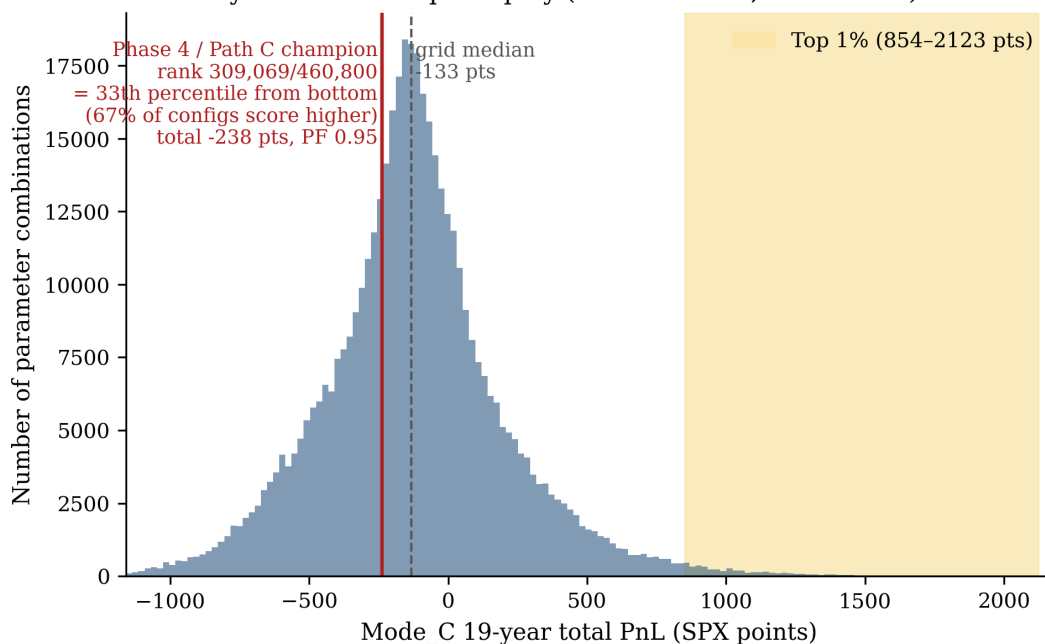 Top 1% (854–2123 pts)
Phase 4 / Path C champion
rank 309,069/460,800
= 33th percentile from bottom
(67% of configs score higher)
total -238 pts, PF 0.95
grid median
-133 pts
Number of parameter combinations
17500
15000
12500
10000
7500
5000
2500
0
−1000
−500
0
500
1000
1500
2000
Mode C 19-year total PnL (SPX points)